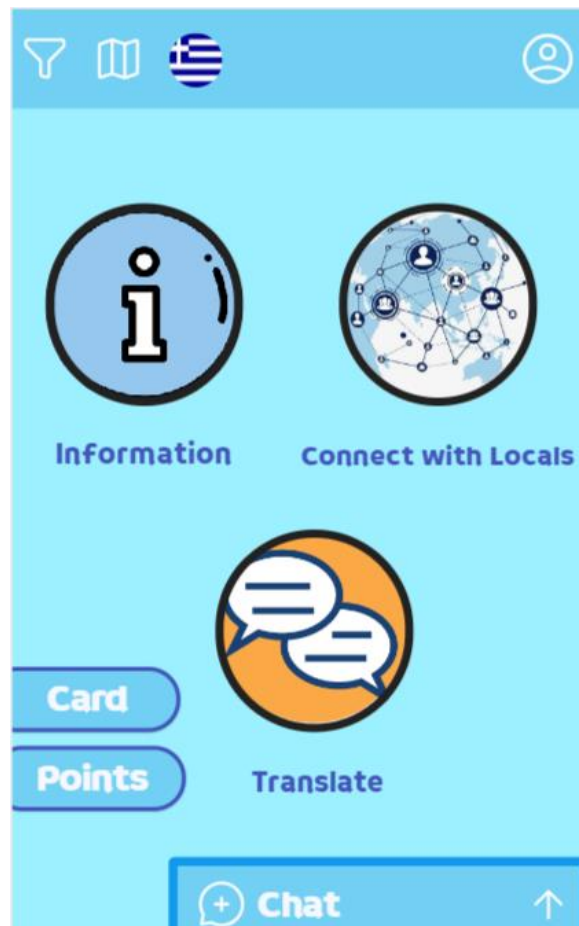 Information
Connect with Locals
Card
Points
Translate
Chat